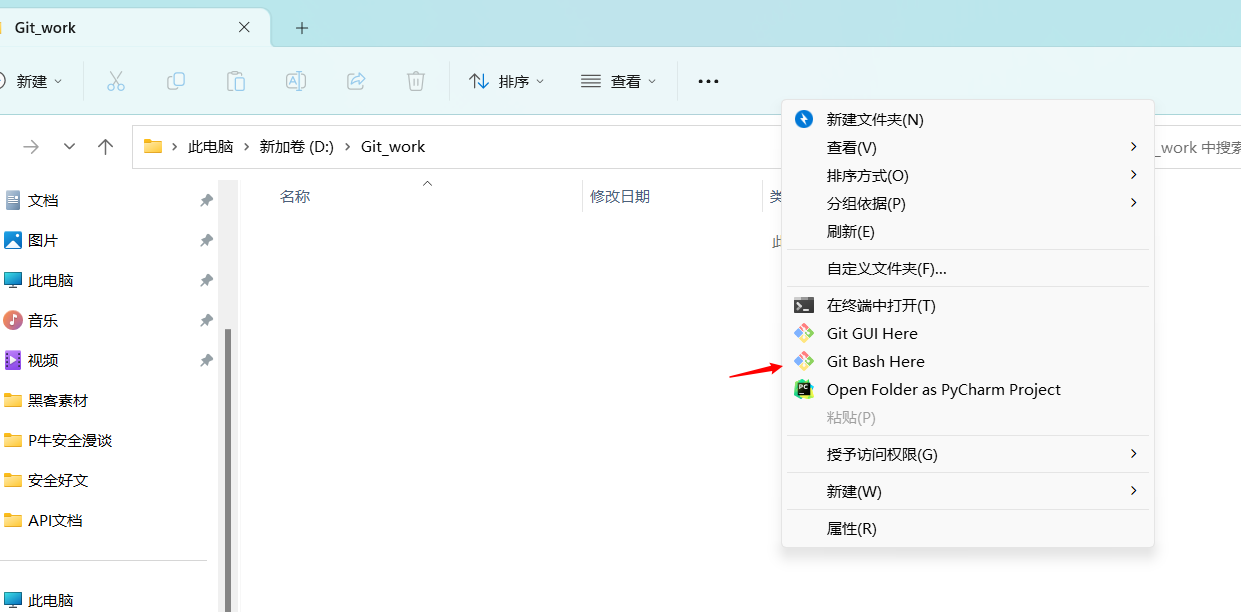 Git_work
新建
排序
查看
此电脑 新加卷 (D:) Git_work
_work 中搜索
名称
修改日期
类
此
文档
图片
此电脑
音乐
视频
黑客素材
P牛安全漫谈
安全好文
API文档
此电脑
新建文件夹(N)
查看(V)
排序方式(O)
分组依据(P)
刷新(E)
自定义文件夹(F)...
在终端中打开(T)
Git GUI Here
Git Bash Here
PC
Open Folder as PyCharm Project
粘贴(P)
授予访问权限(G)
新建(W)
属性(R)